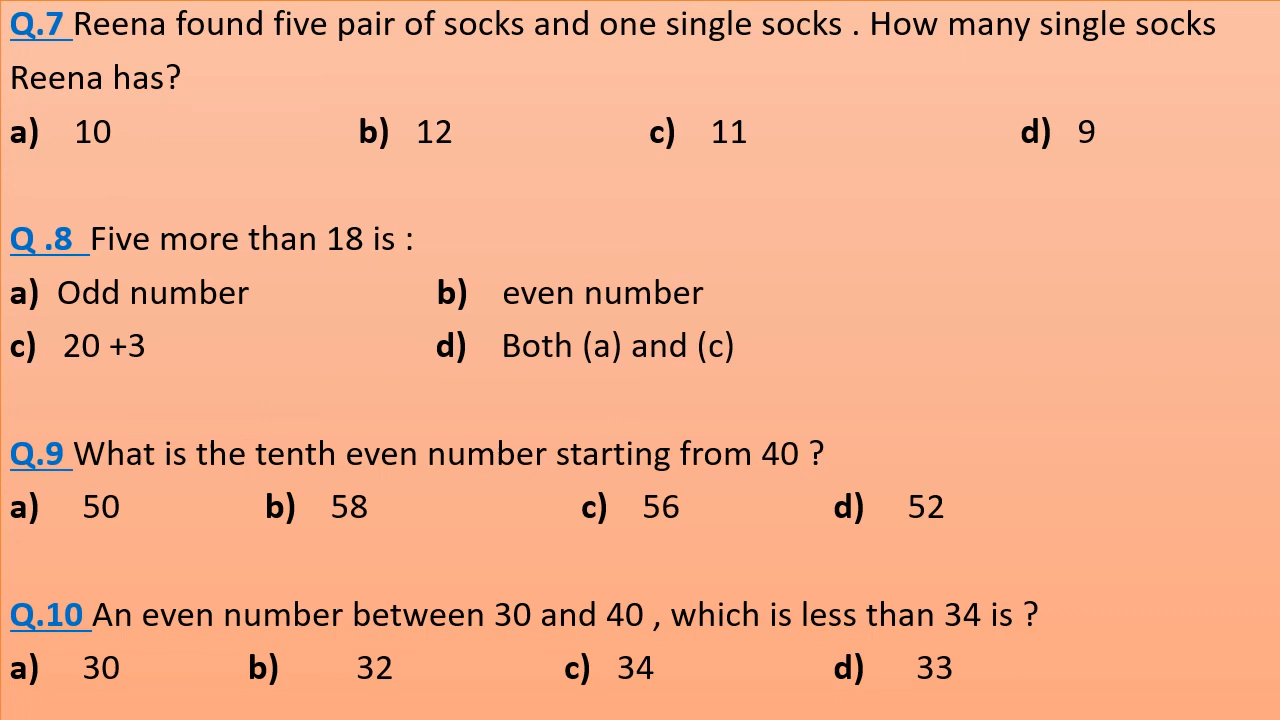 Q.7 Reena found five pair of socks and one single socks . How many single socks
Reena has?
a) 10 b) 12 c) 11 d) 9
Q .8 Five more than 18 is :
a) Odd number b) even number
c) 20 +3 d) Both (a) and (c)
Q.9 What is the tenth even number starting from 40 ?
a) 50 b) 58 c) 56 d) 52
Q.10 An even number between 30 and 40 , which is less than 34 is ?
a) 30 b) 32 c) 34 d) 33